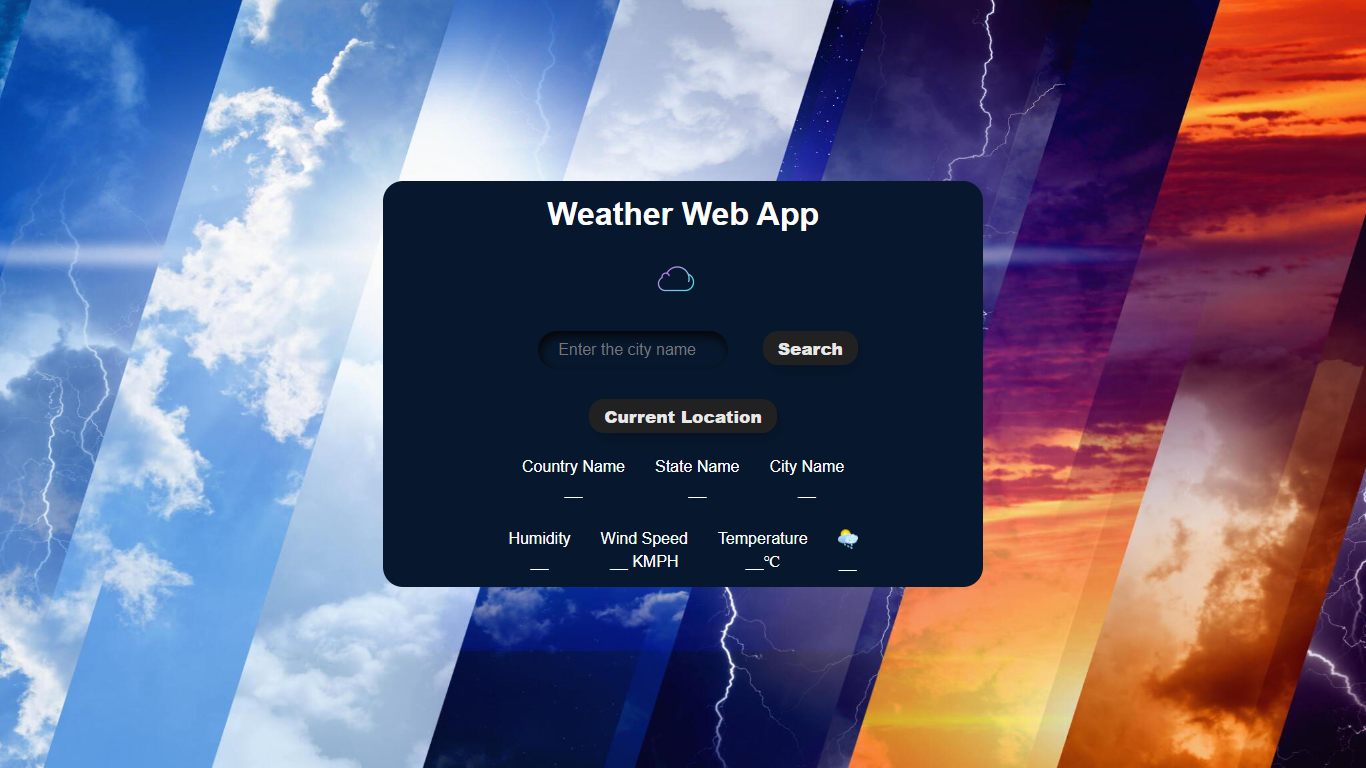 Weather Web App
Enter the city name Search
Current Location
Country Name State Name City Name
__ __ __
Humidity Wind Speed Temperature
__ __ KMPH __°C __